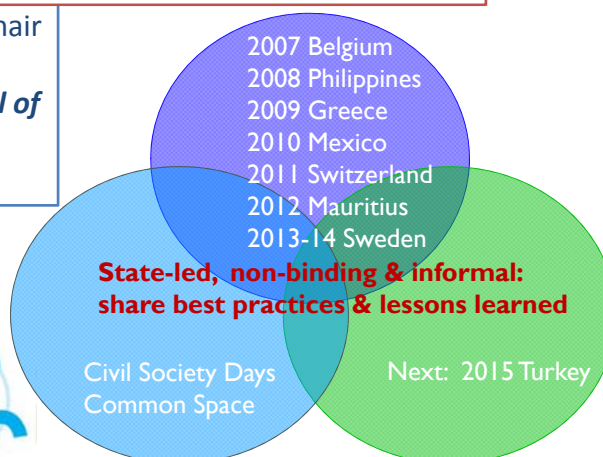 hair
l of
2007 Belgium
2008 Philippines
2009 Greece
2010 Mexico
2011 Switzerland
2012 Mauritius
2013-14 Sweden
State-led, non-binding & informal:
share best practices & lessons learned
Civil Society Days
Common Space
Next: 2015 Turkey